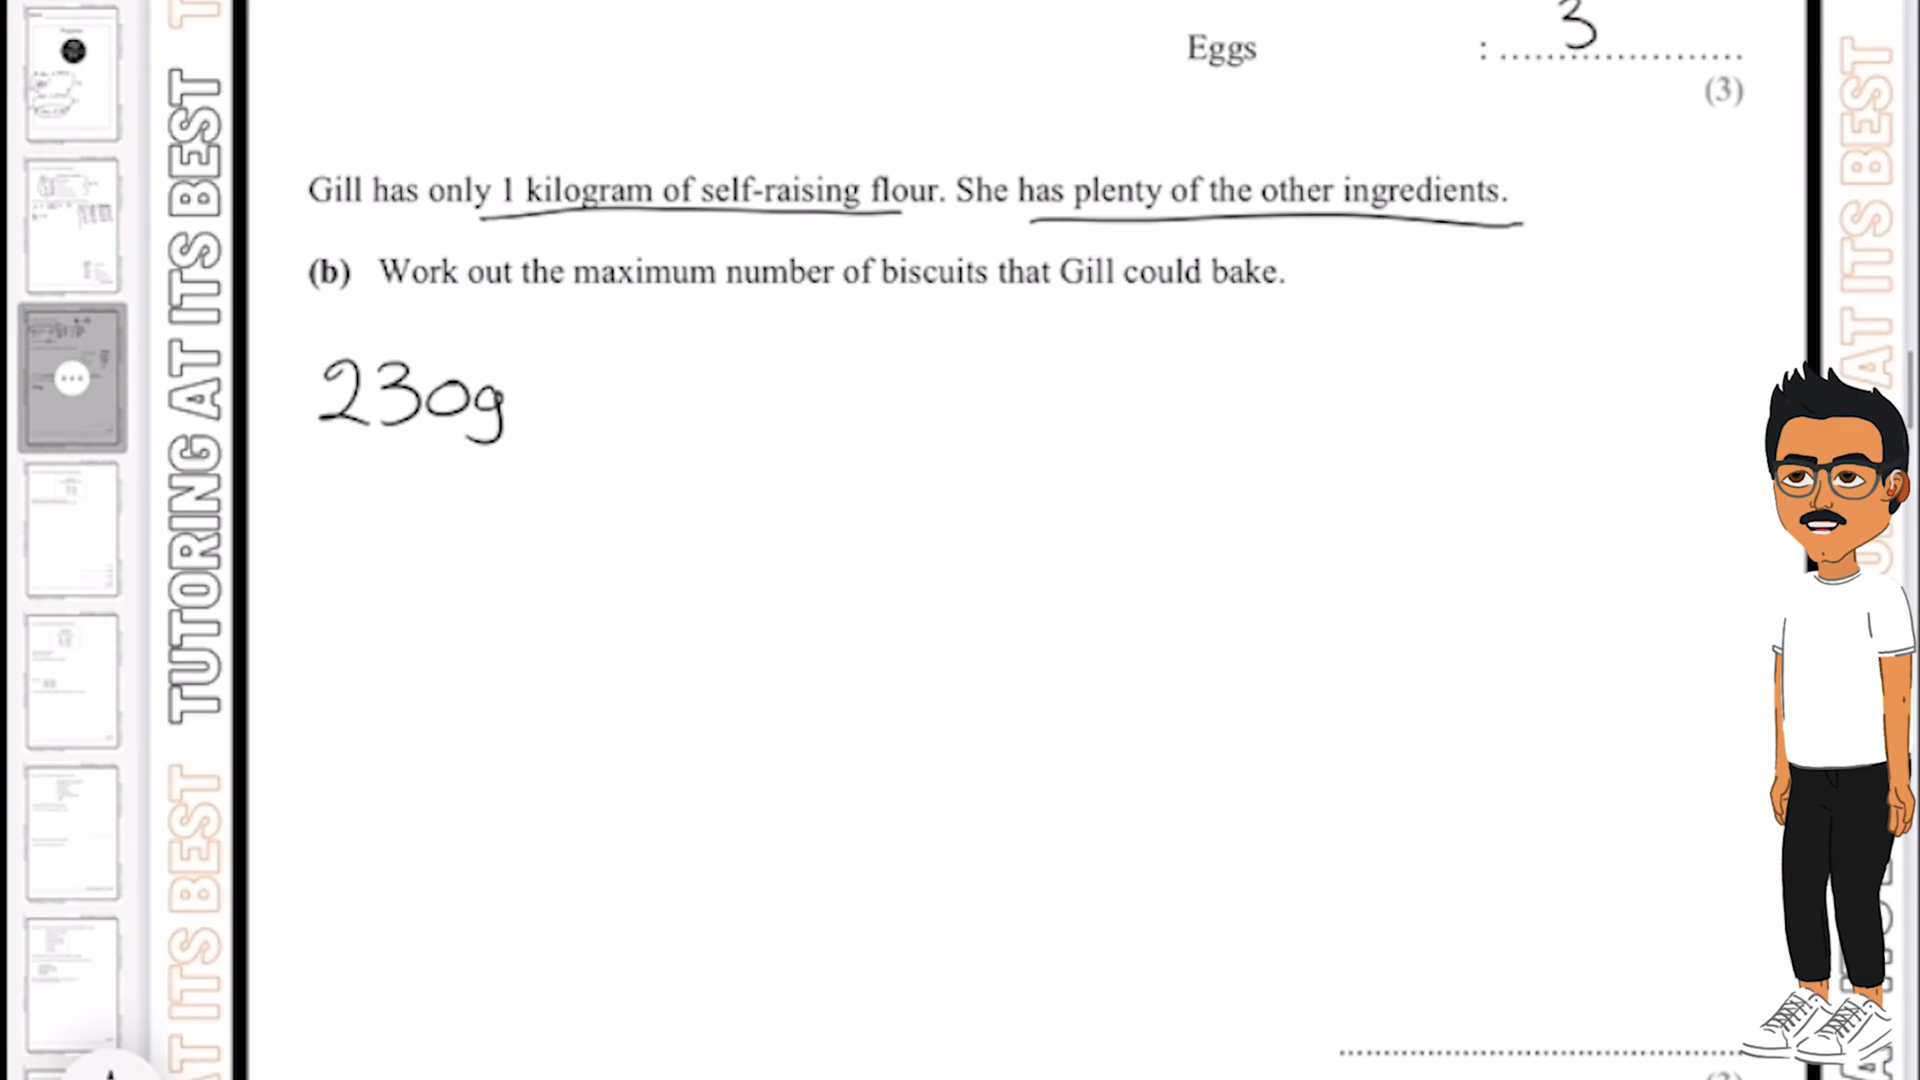 Eggs : ........................ 3
(3)
Gill has only 1 kilogram of self-raising flour. She has plenty of the other ingredients.
(b) Work out the maximum number of biscuits that Gill could bake.
230g
TUTORING AT ITS BEST
AT ITS BEST
AT ITS BEST